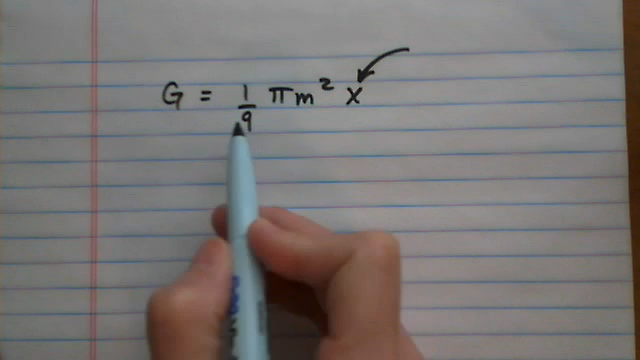 G = 1/9 πm² x